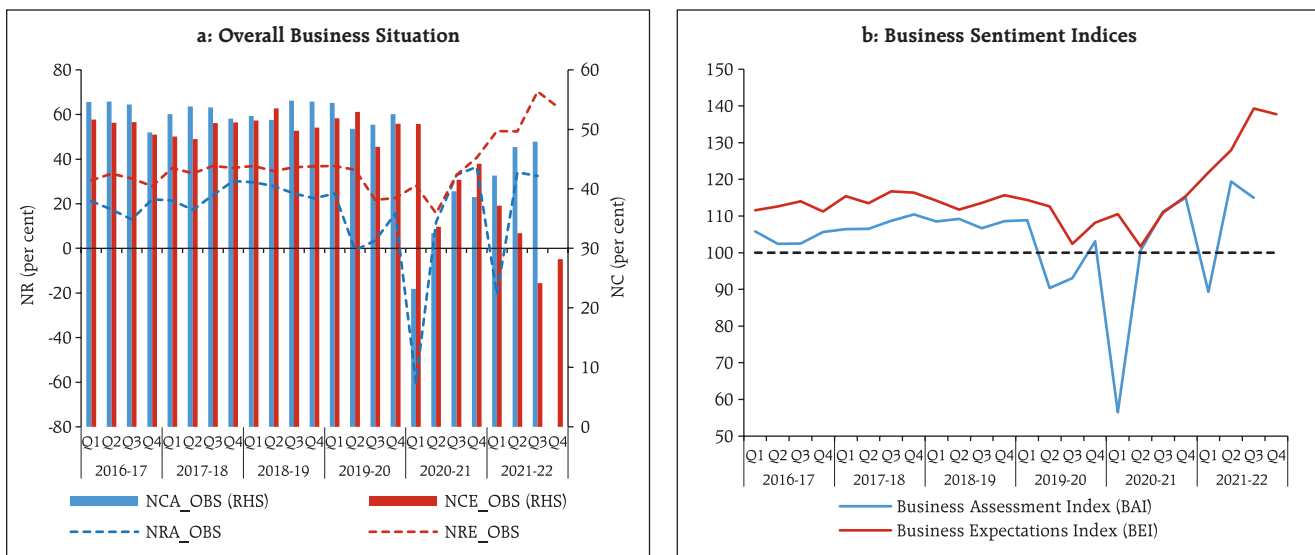 a: Overall Business Situation
80
60
40
20
0
-20
-40
-60
-80
NR (per cent)
60
50
40
30
20
10
0
NC (per cent)
Q1 Q2 Q3 Q4 Q1 Q2 Q3 Q4 Q1 Q2 Q3 Q4 Q1 Q2 Q3 Q4 Q1 Q2 Q3 Q4 Q1 Q2 Q3 Q4
2016-17 2017-18 2018-19 2019-20 2020-21 2021-22
NCA_OBS (RHS) NCE_OBS (RHS)
NRA_OBS NRE_OBS
b: Business Sentiment Indices
150
140
130
120
110
100
90
80
70
60
50
Q1 Q2 Q3 Q4 Q1 Q2 Q3 Q4 Q1 Q2 Q3 Q4 Q1 Q2 Q3 Q4 Q1 Q2 Q3 Q4 Q1 Q2 Q3 Q4
2016-17 2017-18 2018-19 2019-20 2020-21 2021-22
Business Assessment Index (BAI)
Business Expectations Index (BEI)